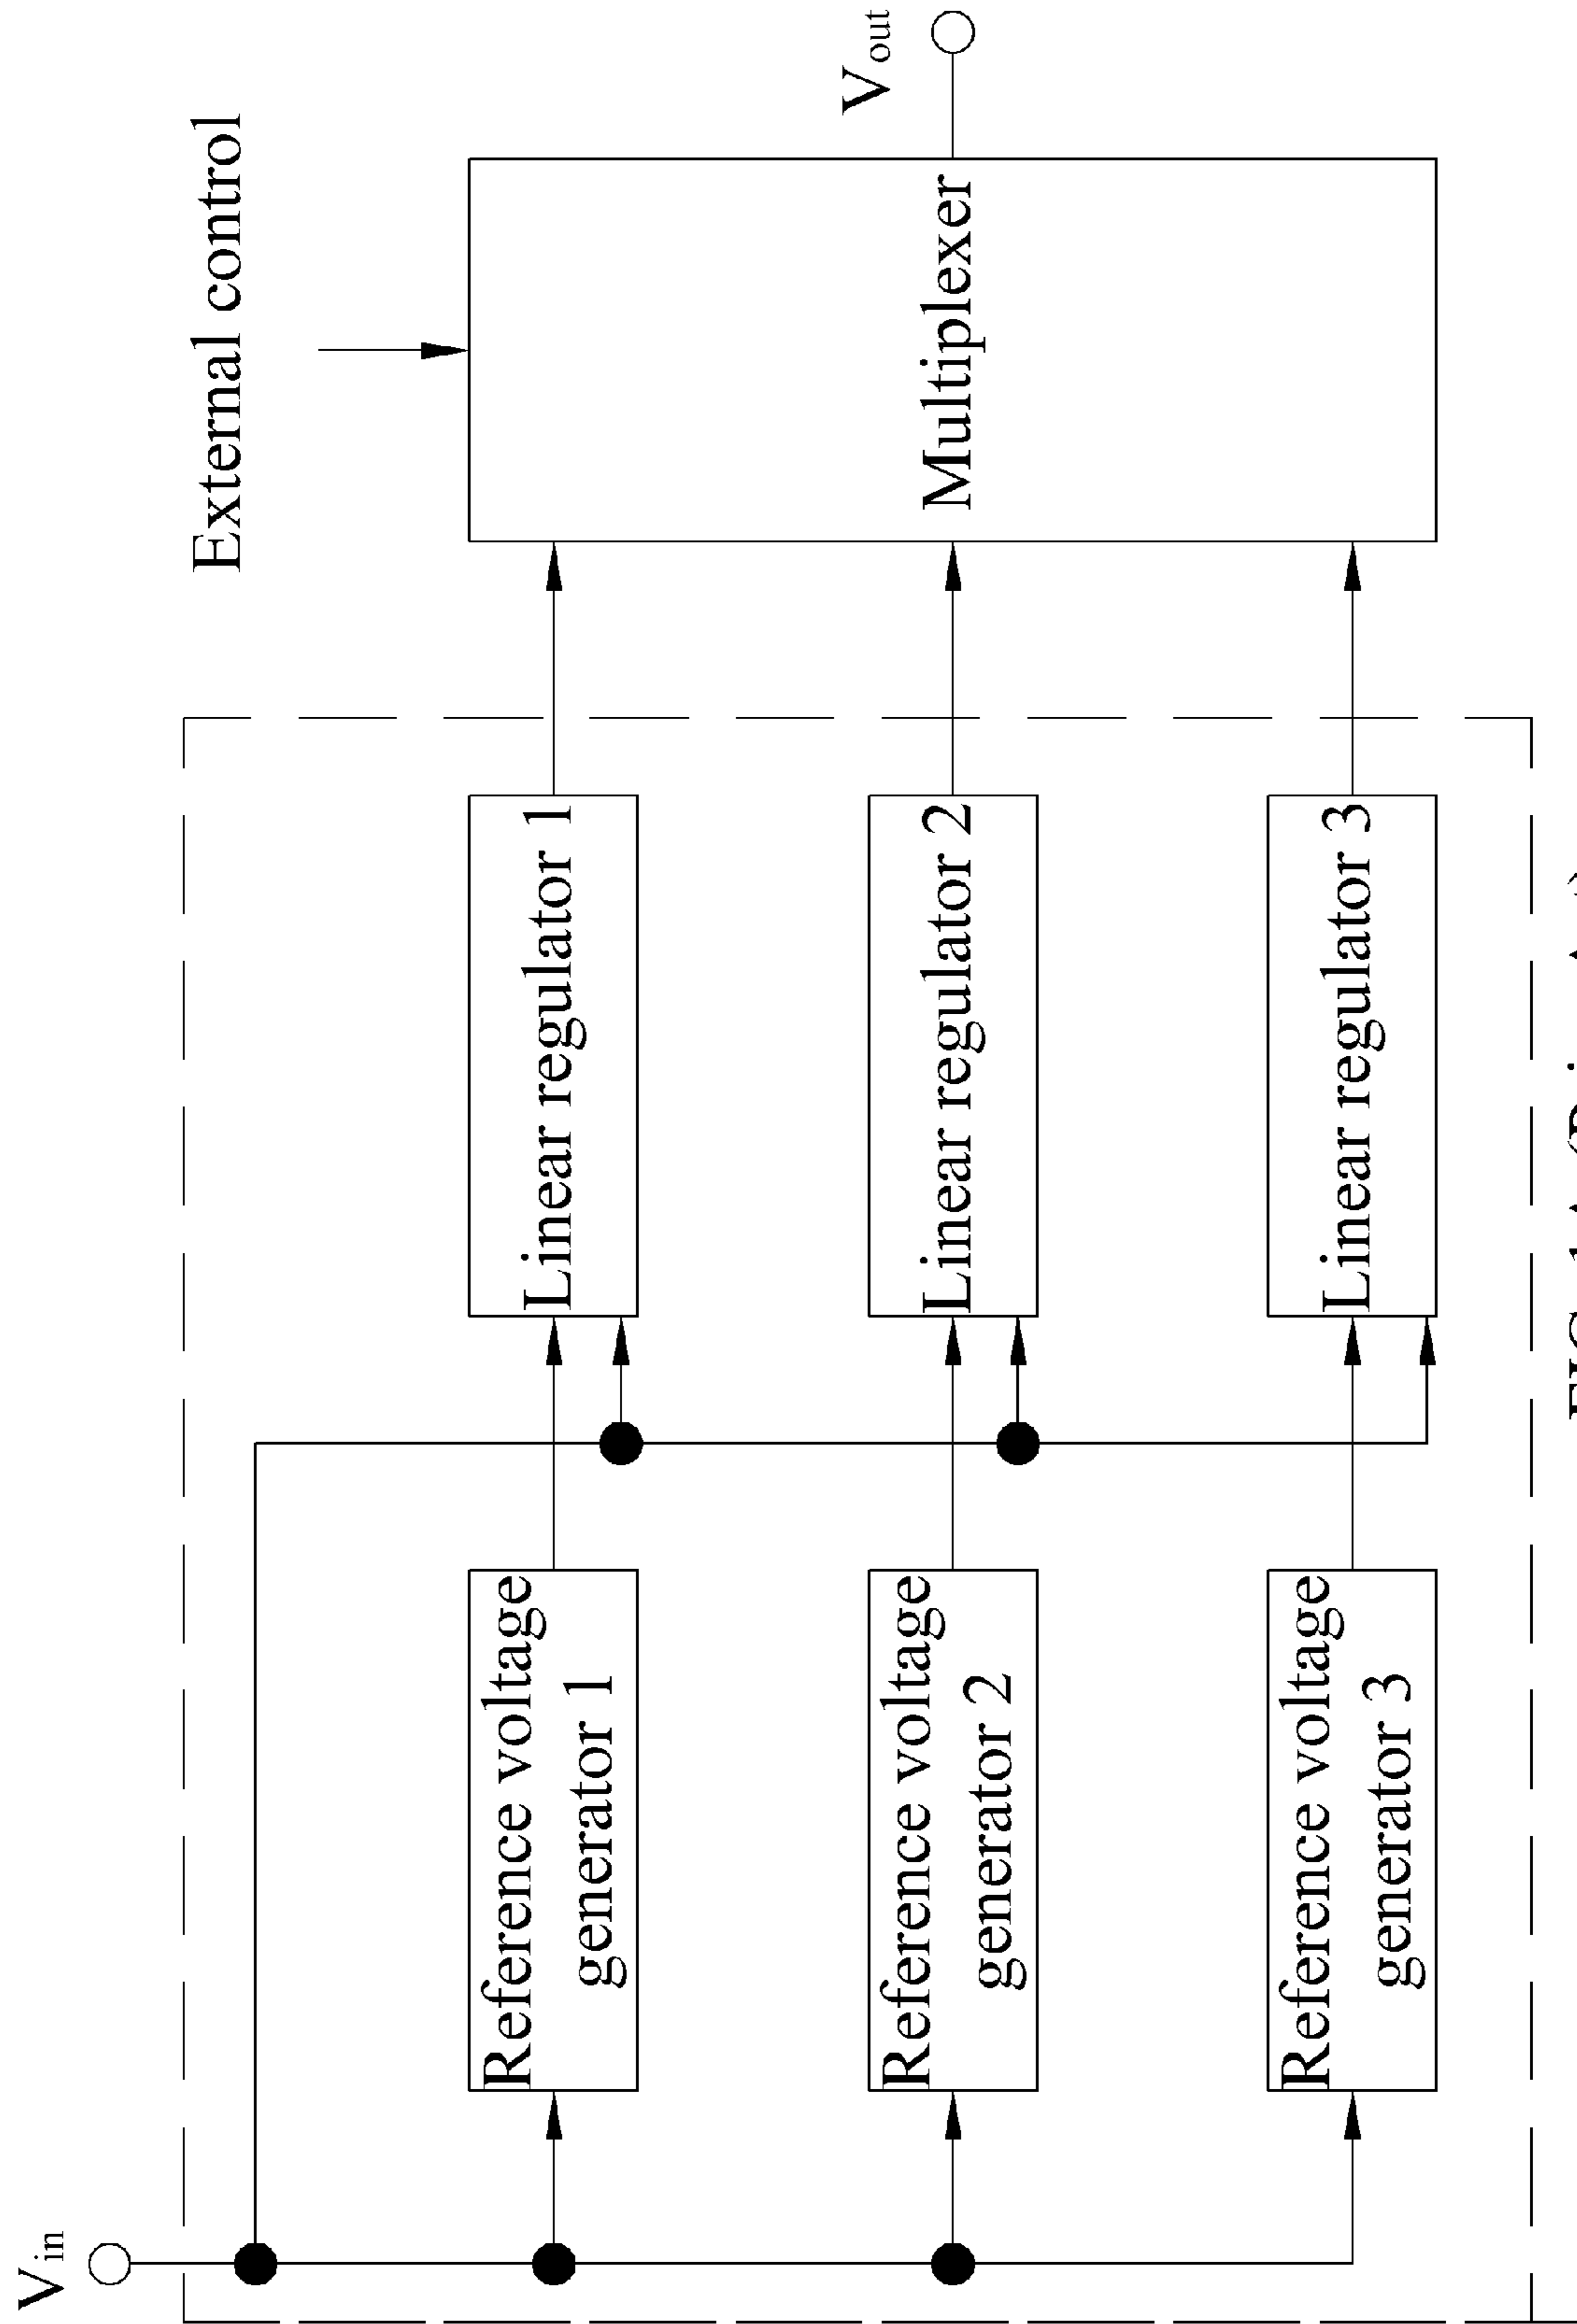 V_in
External control
V_out
Reference voltage
generator 1
Linear regulator 1
Reference voltage
generator 2
Linear regulator 2
Multiplexer
Reference voltage
generator 3
Linear regulator 3